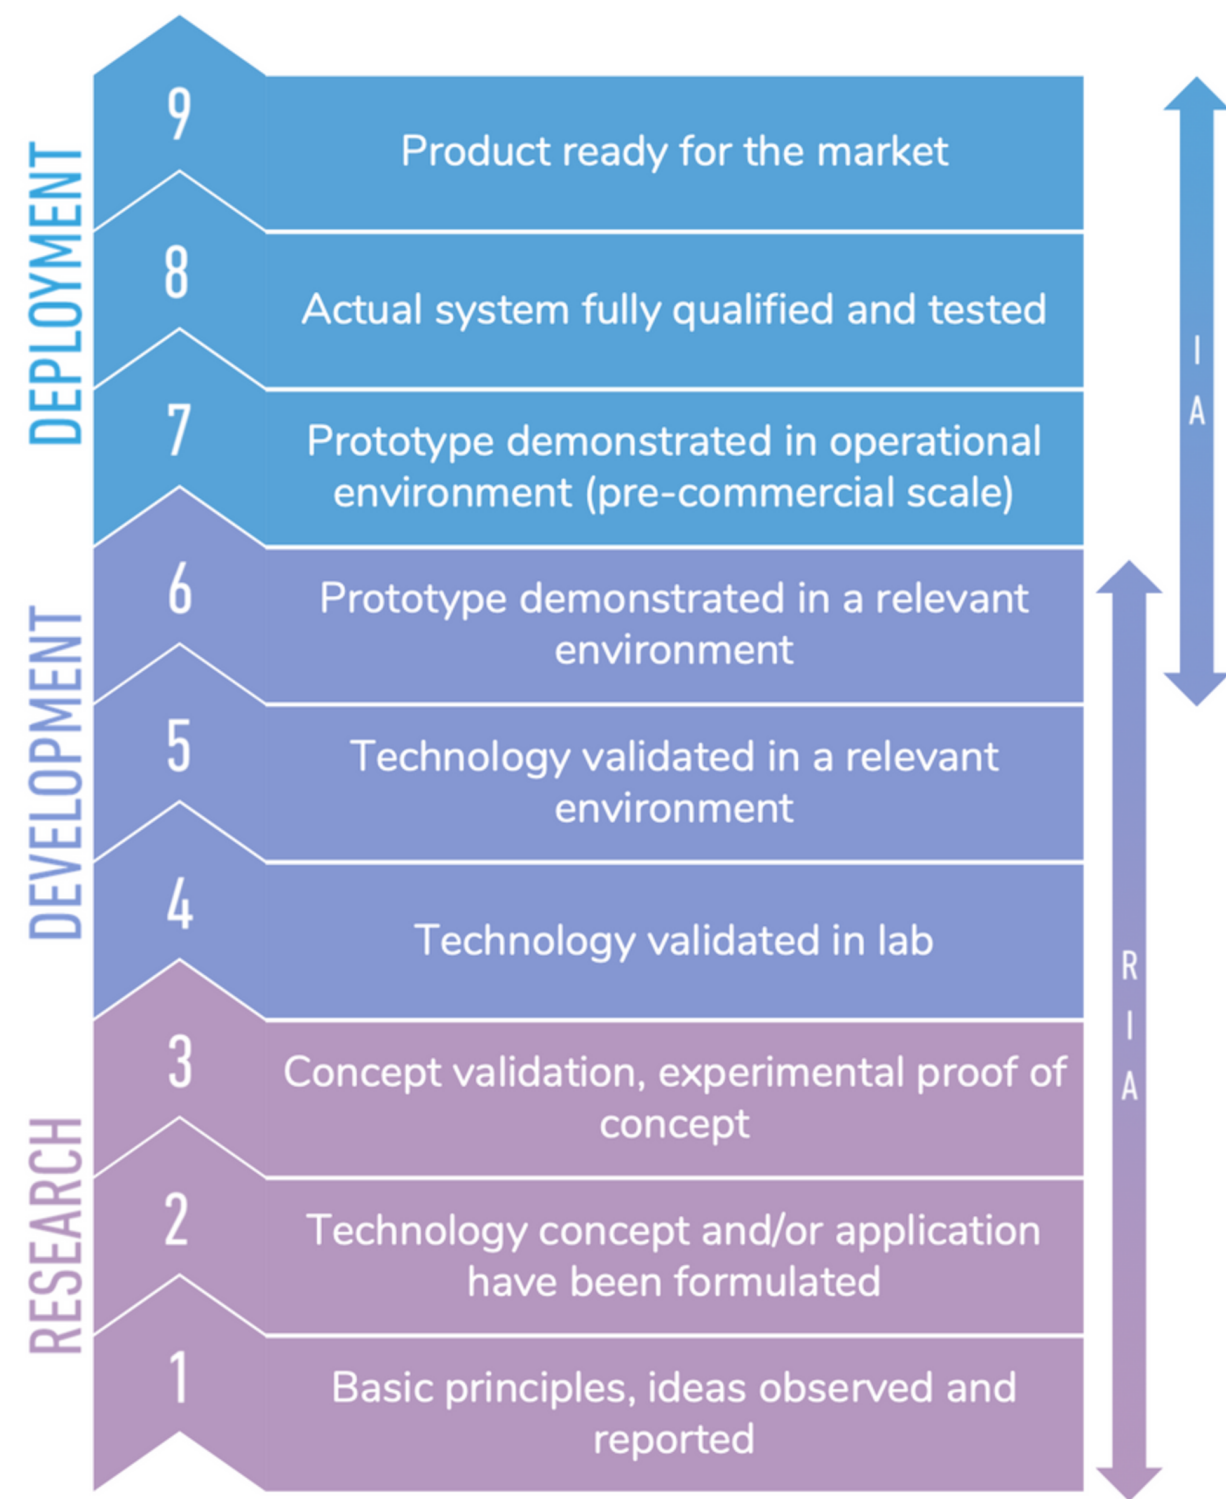 DEPLOYMENT
9
Product ready for the market
8
Actual system fully qualified and tested
7
Prototype demonstrated in operational
environment (pre-commercial scale)
DEVELOPMENT
6
Prototype demonstrated in a relevant
environment
5
Technology validated in a relevant
environment
4
Technology validated in lab
RESEARCH
3
Concept validation, experimental proof of
concept
2
Technology concept and/or application
have been formulated
1
Basic principles, ideas observed and
reported
I
A
R
I
A